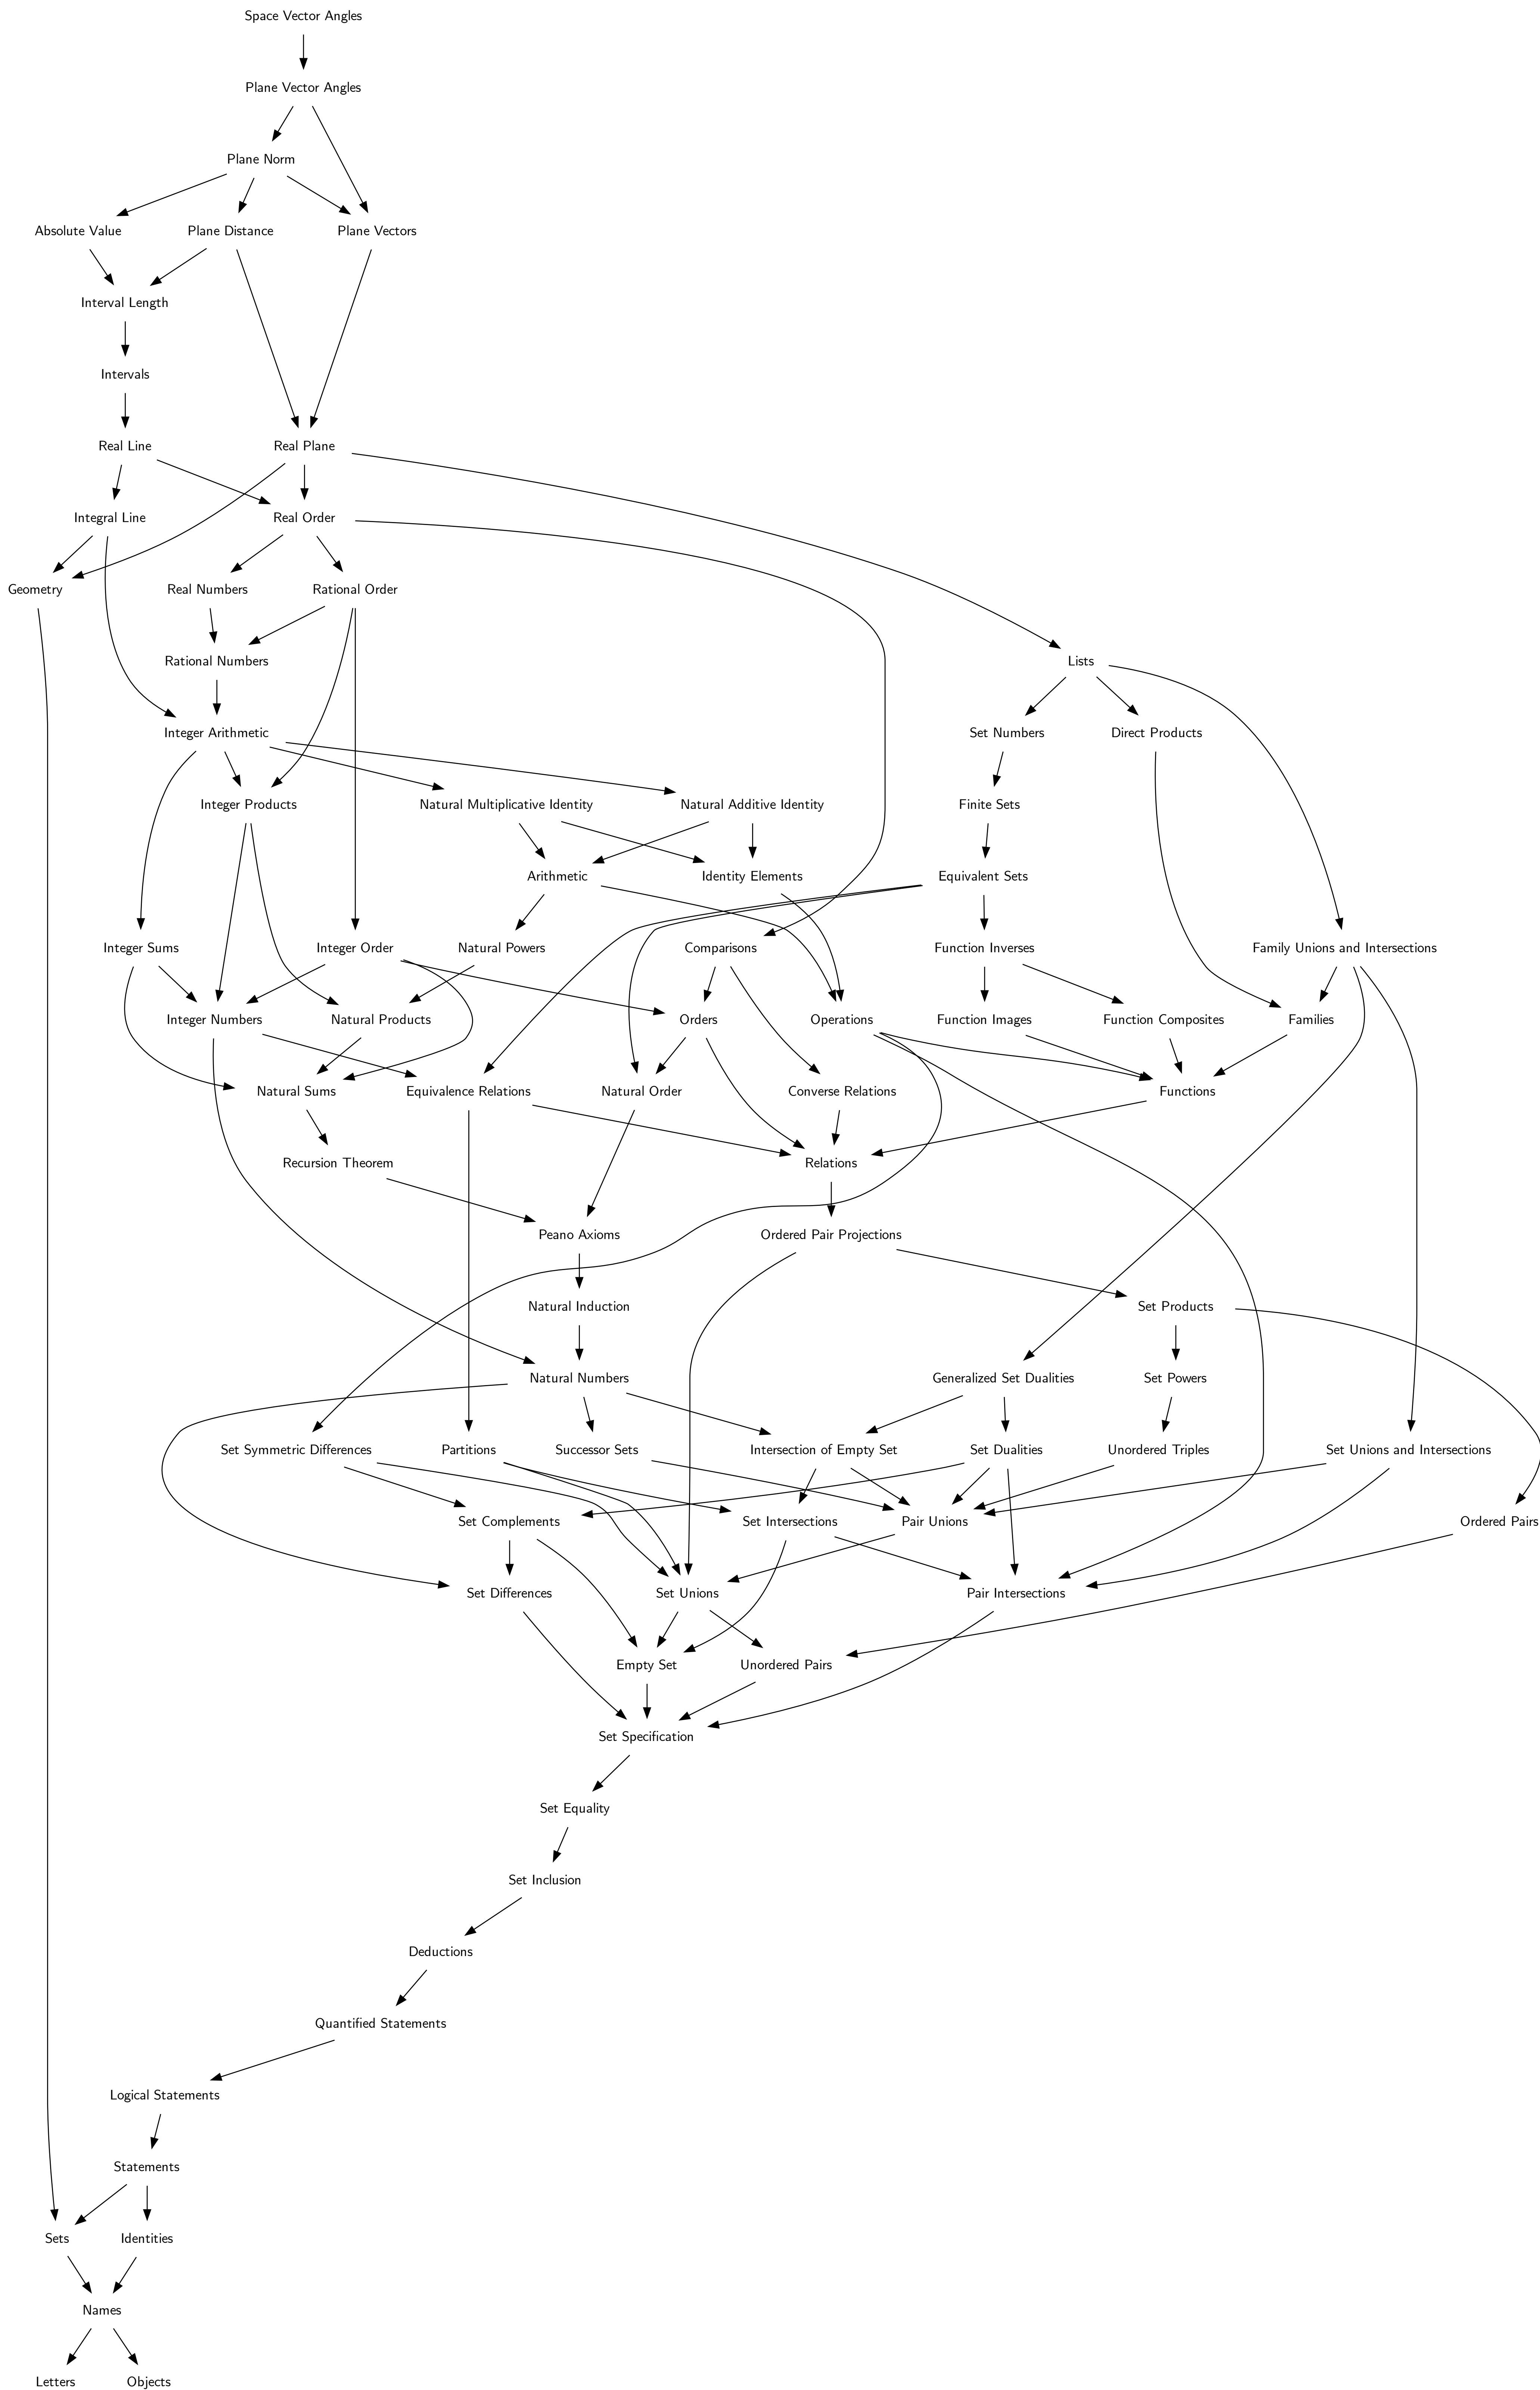 Space Vector Angles
Plane Vector Angles
Plane Norm
Absolute Value
Plane Distance
Plane Vectors
Interval Length
Intervals
Real Line
Real Plane
Integral Line
Real Order
Geometry
Real Numbers
Rational Order
Rational Numbers
Lists
Integer Arithmetic
Set Numbers
Direct Products
Integer Products
Natural Multiplicative Identity
Natural Additive Identity
Finite Sets
Arithmetic
Identity Elements
Equivalent Sets
Integer Sums
Integer Order
Natural Powers
Comparisons
Function Inverses
Family Unions and Intersections
Integer Numbers
Natural Products
Orders
Operations
Function Images
Function Composites
Families
Natural Sums
Equivalence Relations
Natural Order
Converse Relations
Functions
Recursion Theorem
Relations
Peano Axioms
Ordered Pair Projections
Natural Induction
Set Products
Natural Numbers
Generalized Set Dualities
Set Powers
Set Symmetric Differences
Partitions
Successor Sets
Intersection of Empty Set
Set Dualities
Unordered Triples
Set Unions and Intersections
Set Complements
Set Intersections
Pair Unions
Ordered Pairs
Set Differences
Set Unions
Pair Intersections
Empty Set
Unordered Pairs
Set Specification
Set Equality
Set Inclusion
Deductions
Quantified Statements
Logical Statements
Statements
Sets
Identities
Names
Letters
Objects